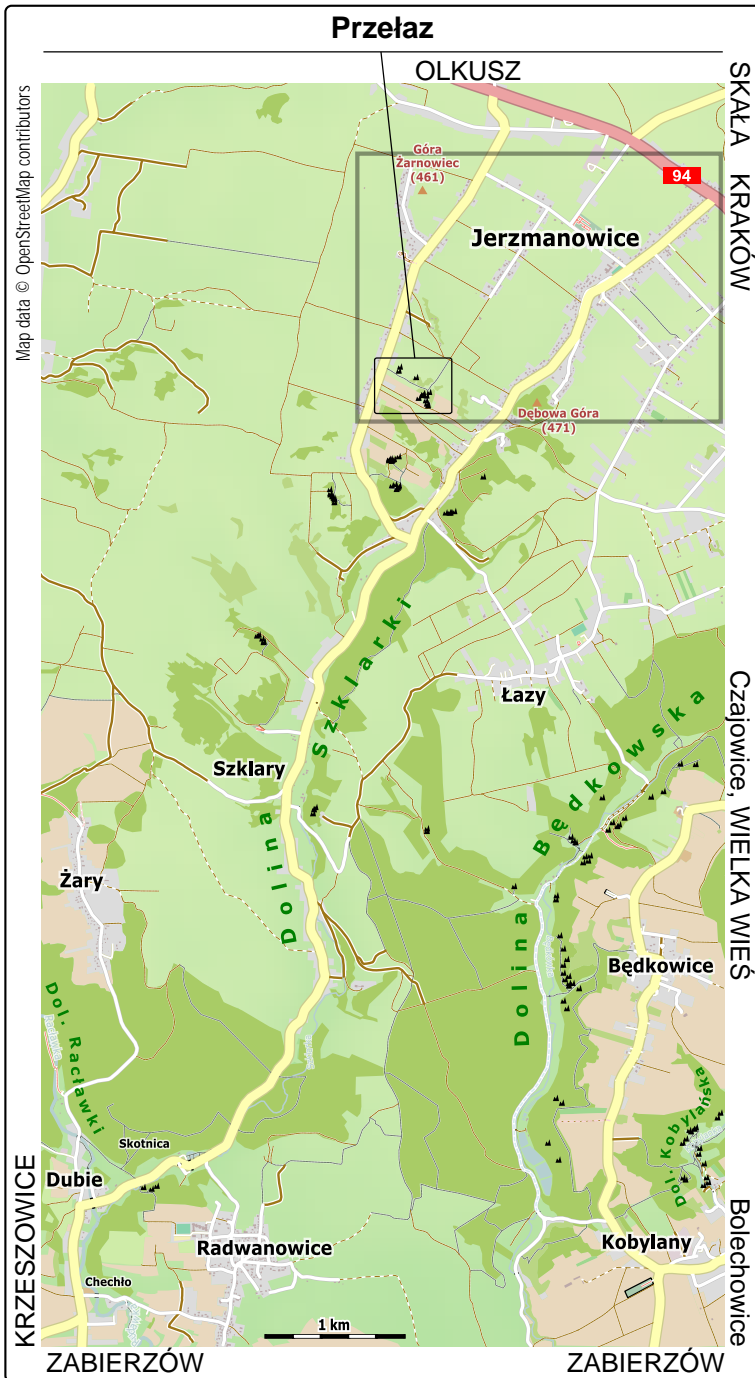 Przełaz
OLKUSZ
SKAŁA KRAKÓW
Map data © OpenStreetMap contributors
Góra
Żarnowiec
(461)
94
Jerzmanowice
Dębowa Góra
(471)
Dolina Szklarki
Łazy
Czajowice, WIELKA WIEŚ
Szklary
Dolina Będkowska
Żary
Będkowice
Dol. Racławki
Dol. Kobylańska
Skotnica
Dubie
KRZESZOWICE
Radwanowice
Kobylany
Bolechowice
Chechło
1 km
ZABIERZÓW
ZABIERZÓW